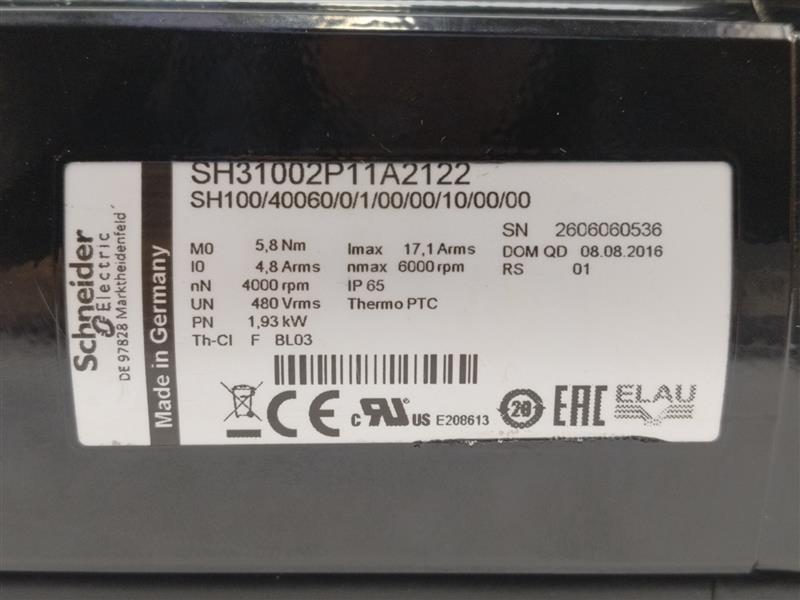 SH31002P11A2122
SH100/40060/0/1/00/00/10/00/00
SN 2606060536
DOM QD 08.08.2016
RS 01
M0 5,8 Nm
I0 4,8 Arms
nN 4000 rpm
UN 480 Vrms
PN 1,93 kW
Th-Cl F BL03
Imax 17,1 Arms
nmax 6000 rpm
IP 65
Thermo PTC
Schneider
Electric
DE 97828 Marktheidenfeld
Made in Germany
CE
c RU US E208613
20
EAC
ELAU